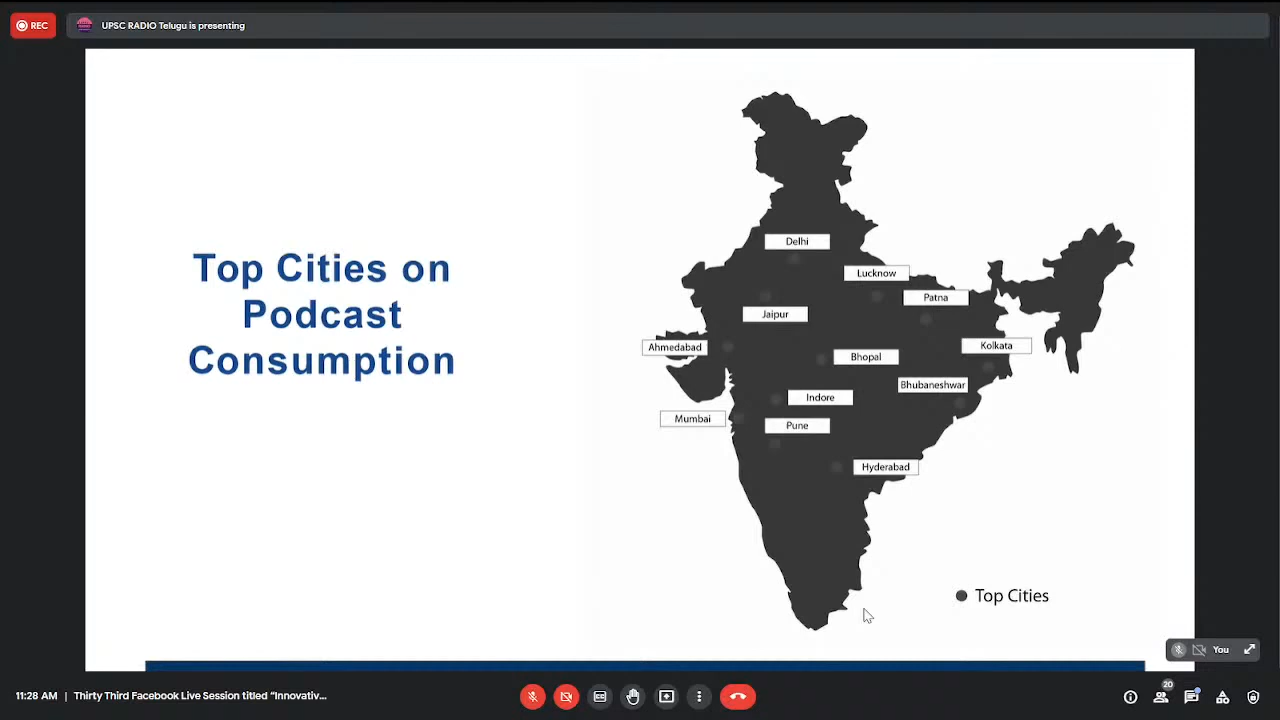 REC
UPSC RADIO Telugu is presenting
Top Cities on
Podcast
Consumption
Delhi
Lucknow
Patna
Jaipur
Ahmedabad
Kolkata
Bhopal
Bhubaneshwar
Indore
Mumbai
Pune
Hyderabad
Top Cities
You
20
11:28 AM | Thirty Third Facebook Live Session titled “Innovativ...